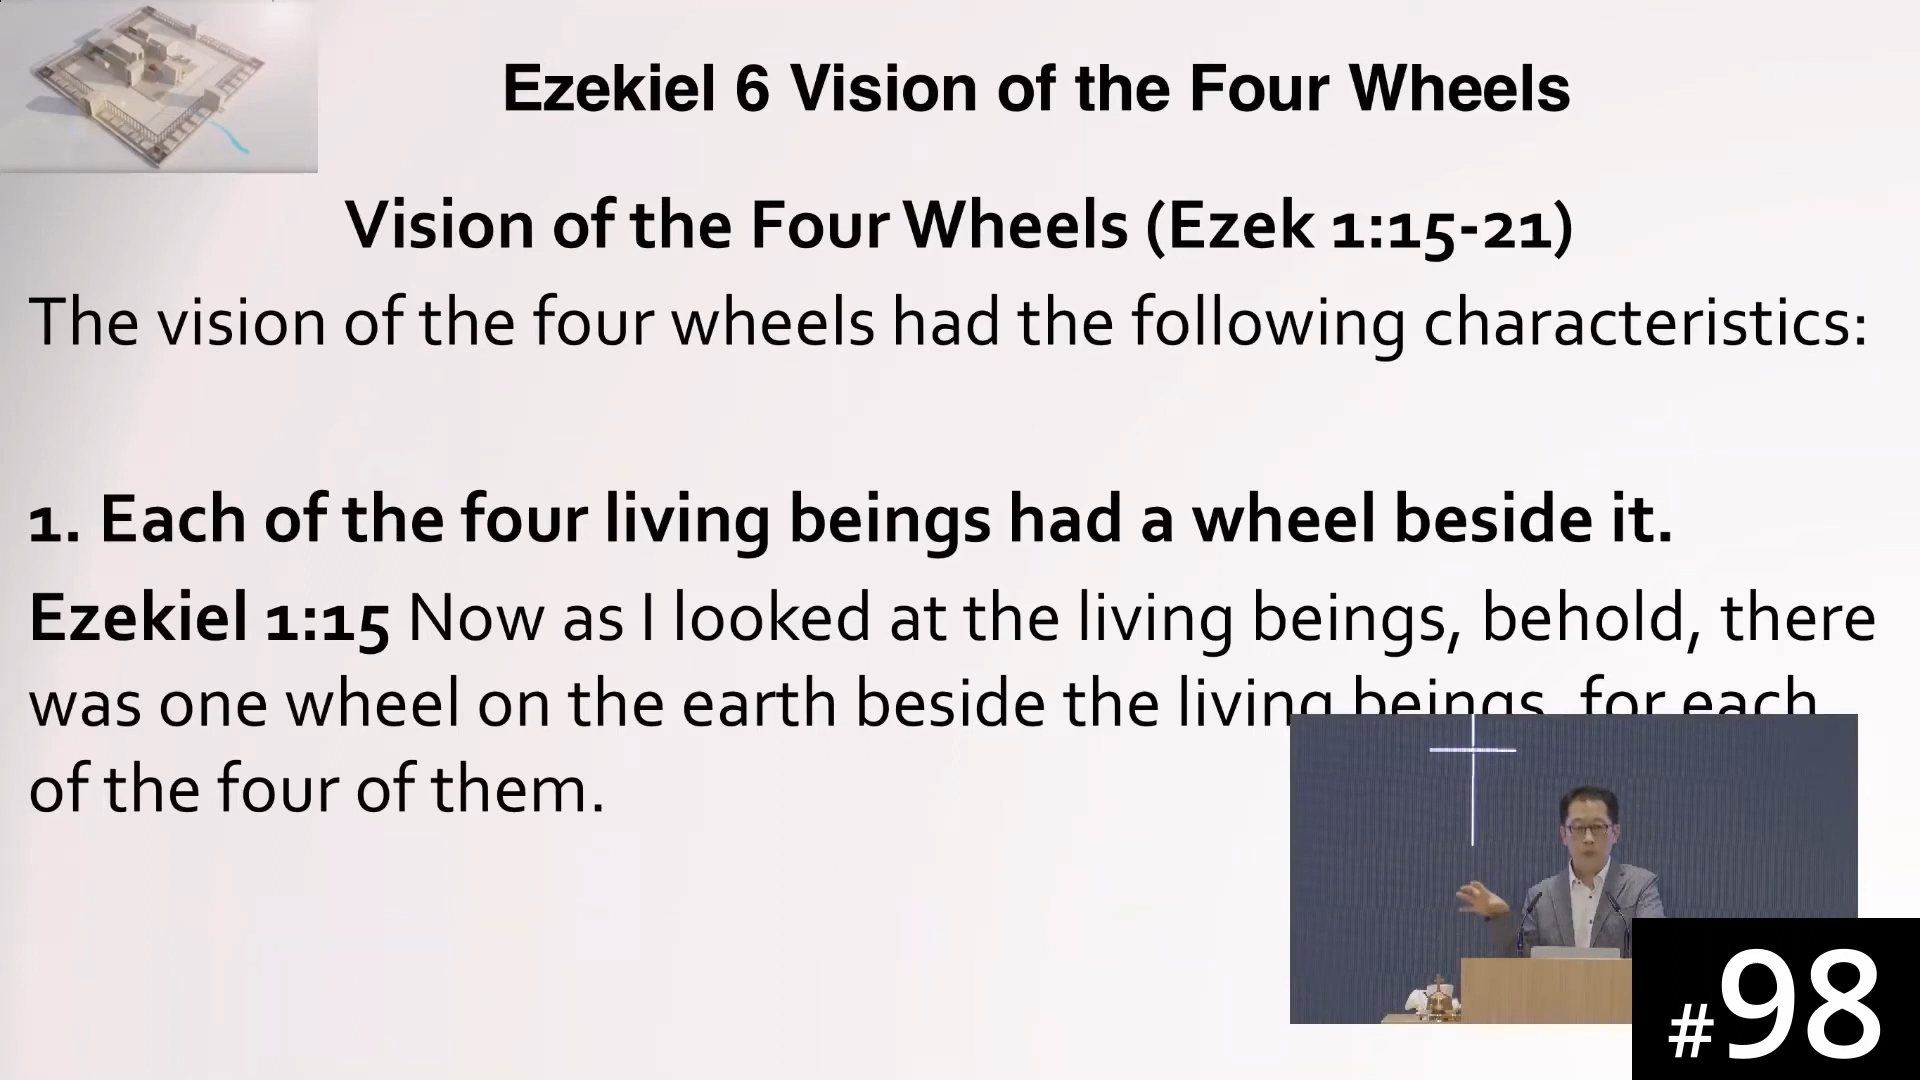 Ezekiel 6 Vision of the Four Wheels
Vision of the Four Wheels (Ezek 1:15-21)
The vision of the four wheels had the following characteristics:
1. Each of the four living beings had a wheel beside it.
Ezekiel 1:15 Now as I looked at the living beings, behold, there
was one wheel on the earth beside the living beings, for each
of the four of them.
#98